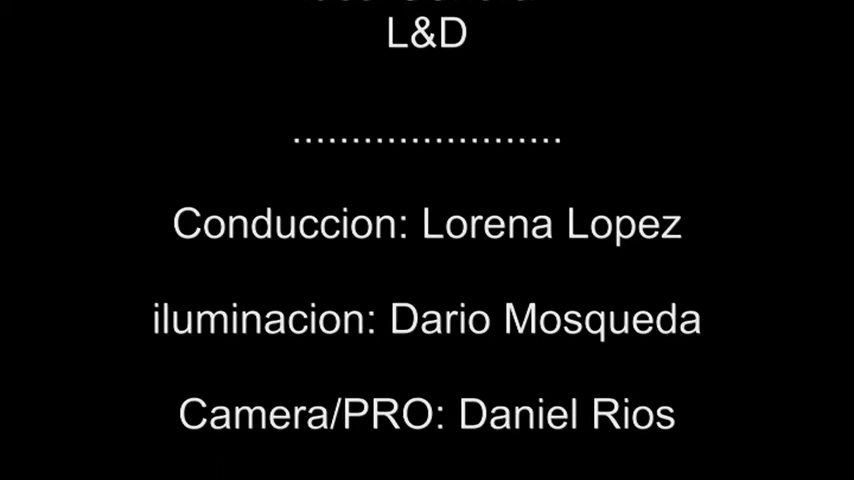 L&D
.......................
Conduccion: Lorena Lopez
iluminacion: Dario Mosqueda
Camera/PRO: Daniel Rios